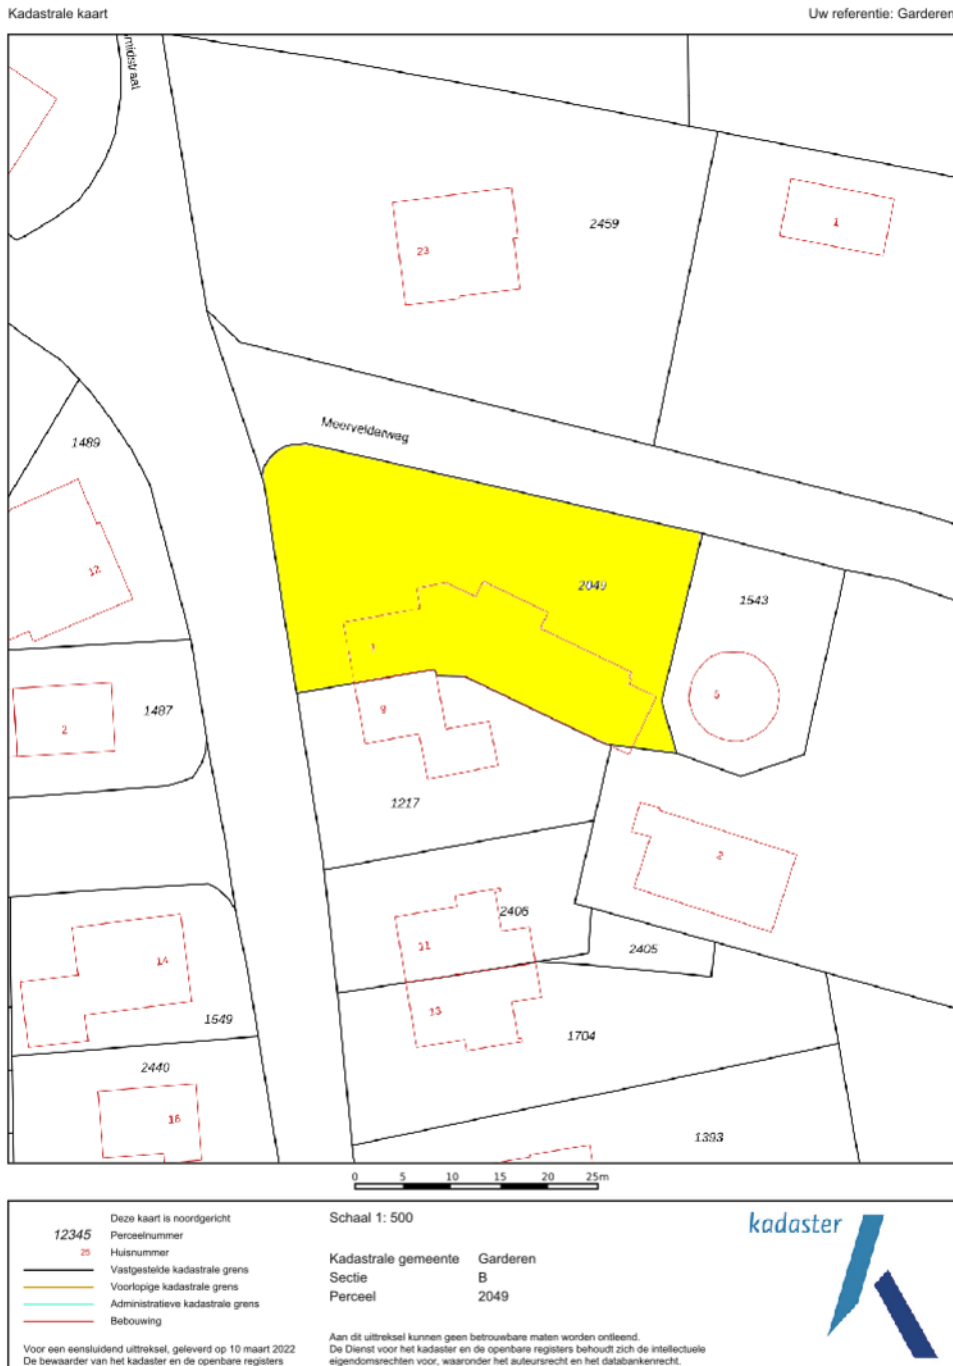 Kadastrale kaart
Uw referentie: Garderen
midstraat
2459
23
1
Meervelderweg
1489
12
2049
7
1543
5
2
1487
9
1217
2
2406
11
2405
14
13
1549
1704
2440
16
1393
0 5 10 15 20 25m
Deze kaart is noordgericht
12345 Perceelnummer
25 Huisnummer
Vastgestelde kadastrale grens
Voorlopige kadastrale grens
Administratieve kadastrale grens
Bebouwing
Voor een eensluidend uittreksel, geleverd op 10 maart 2022
De bewaarder van het kadaster en de openbare registers
Schaal 1: 500
Kadastrale gemeente Garderen
Sectie B
Perceel 2049
Aan dit uittreksel kunnen geen betrouwbare maten worden ontleend.
De Dienst voor het kadaster en de openbare registers behoudt zich de intellectuele
eigendomsrechten voor, waaronder het auteursrecht en het databankenrecht.
kadaster